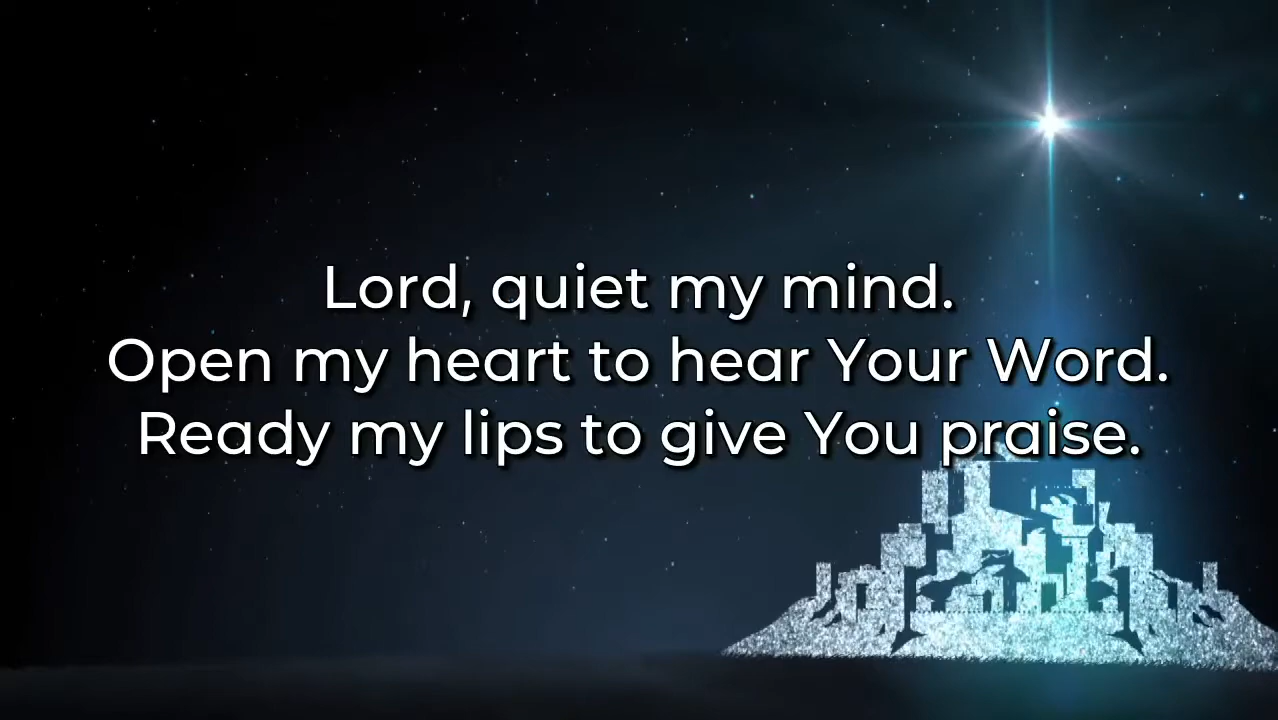 Lord, quiet my mind.
Open my heart to hear Your Word.
Ready my lips to give You praise.